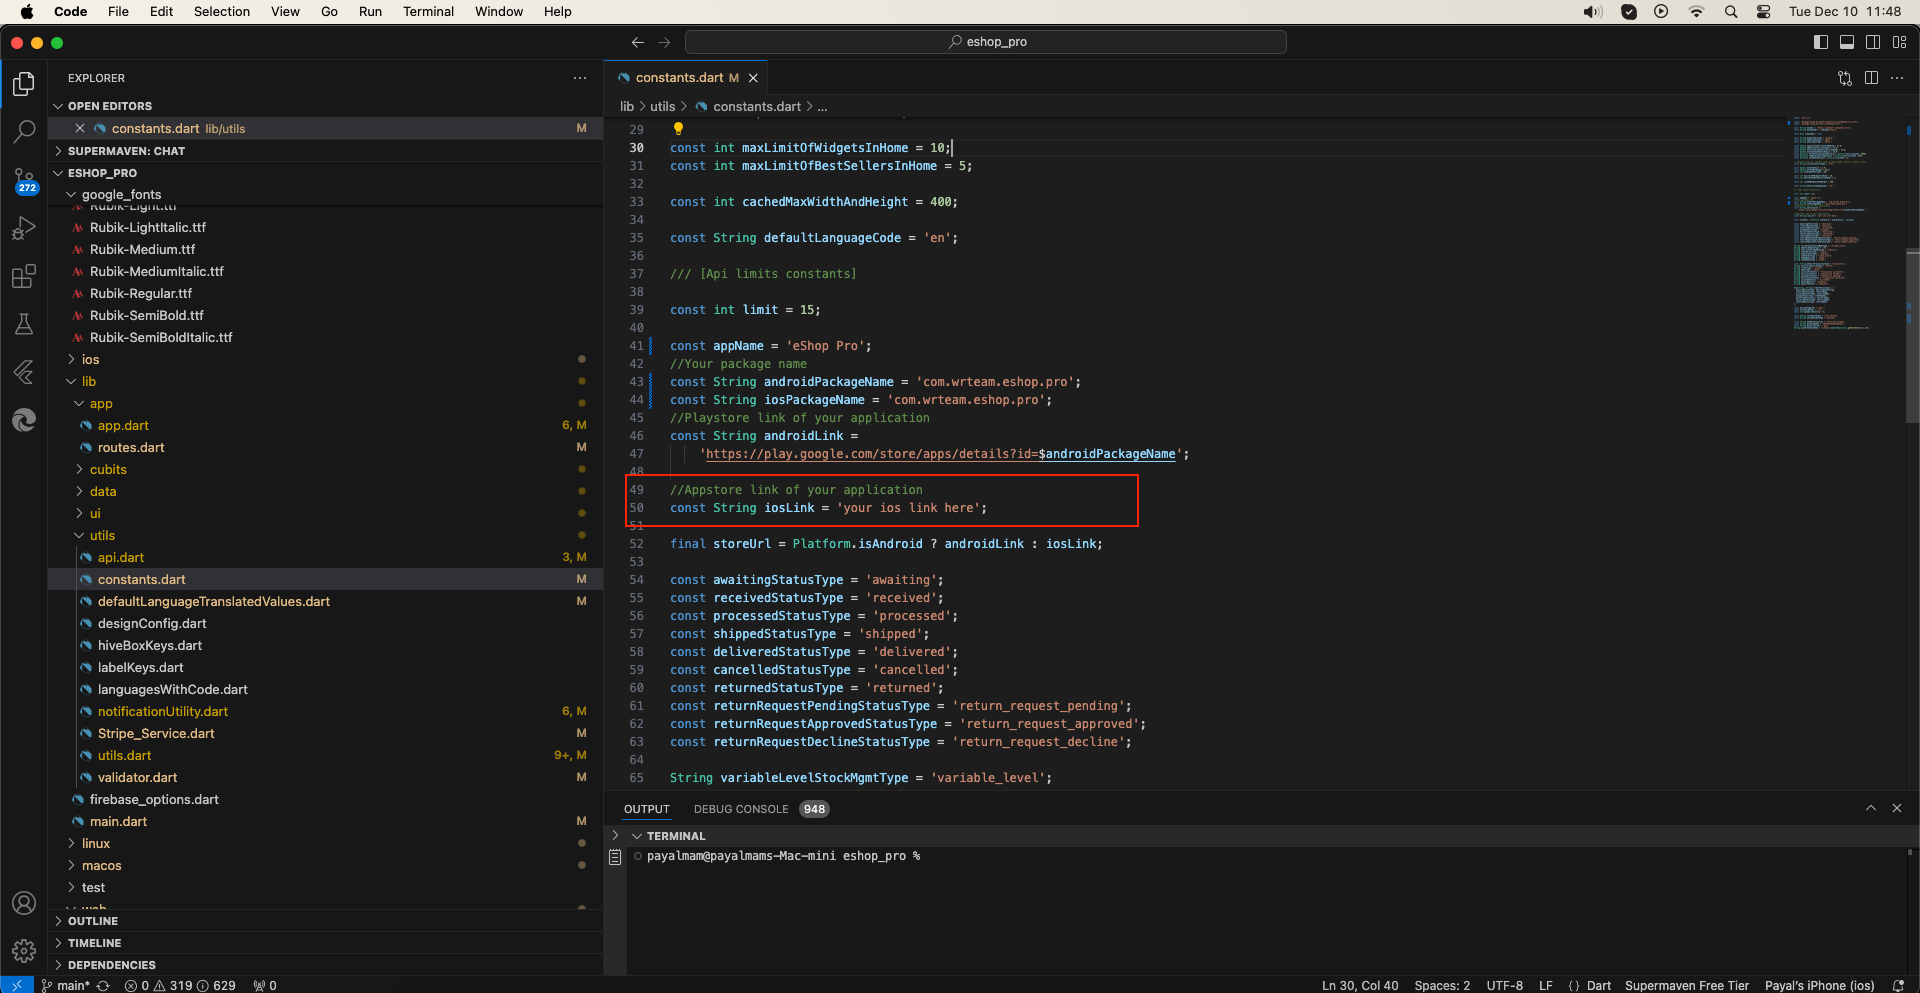 Code File Edit Selection View Go Run Terminal Window Help Tue Dec 10 11:48
eshop_pro
EXPLORER
OPEN EDITORS
constants.dart lib/utils M
SUPERMAVEN: CHAT
ESHOP_PRO
google_fonts
Rubik-Light.ttf
Rubik-LightItalic.ttf
Rubik-Medium.ttf
Rubik-MediumItalic.ttf
Rubik-Regular.ttf
Rubik-SemiBold.ttf
Rubik-SemiBoldItalic.ttf
ios
lib
app
app.dart 6, M
routes.dart M
cubits
data
ui
utils
api.dart 3, M
constants.dart M
defaultLanguageTranslatedValues.dart M
designConfig.dart
hiveBoxKeys.dart
labelKeys.dart
languagesWithCode.dart
notificationUtility.dart 6, M
Stripe_Service.dart M
utils.dart 9+, M
validator.dart M
firebase_options.dart
main.dart M
linux
macos
test
web
OUTLINE
TIMELINE
DEPENDENCIES
272
constants.dart M
lib > utils > constants.dart > ...
29
30 const int maxLimitOfWidgetsInHome = 10;
31 const int maxLimitOfBestSellersInHome = 5;
32
33 const int cachedMaxWidthAndHeight = 400;
34
35 const String defaultLanguageCode = 'en';
36
37 /// [Api limits constants]
38
39 const int limit = 15;
40
41 const appName = 'eShop Pro';
42 //Your package name
43 const String androidPackageName = 'com.wrteam.eshop.pro';
44 const String iosPackageName = 'com.wrteam.eshop.pro';
45 //Playstore link of your application
46 const String androidLink =
47 'https://play.google.com/store/apps/details?id=$androidPackageName';
48
49 //Appstore link of your application
50 const String iosLink = 'your ios link here';
51
52 final storeUrl = Platform.isAndroid ? androidLink : iosLink;
53
54 const awaitingStatusType = 'awaiting';
55 const receivedStatusType = 'received';
56 const processedStatusType = 'processed';
57 const shippedStatusType = 'shipped';
58 const deliveredStatusType = 'delivered';
59 const cancelledStatusType = 'cancelled';
60 const returnedStatusType = 'returned';
61 const returnRequestPendingStatusType = 'return_request_pending';
62 const returnRequestApprovedStatusType = 'return_request_approved';
63 const returnRequestDeclineStatusType = 'return_request_decline';
64
65 String variableLevelStockMgmtType = 'variable_level';
OUTPUT DEBUG CONSOLE 948
TERMINAL
payalmam@payalmams-Mac-mini eshop_pro %
main* 0 319 629 0 Ln 30, Col 40 Spaces: 2 UTF-8 LF {} Dart Supermaven Free Tier Payal's iPhone (ios)